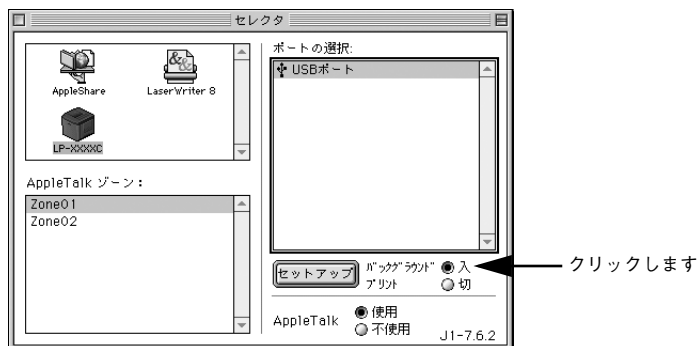 セレクタ
AppleShare
LaserWriter 8
LP-XXXXC
AppleTalk ゾーン：
Zone01
Zone02
ポートの選択:
USBポート
セットアップ
ﾊﾞｯｸｸﾞﾗｳﾝﾄﾞ
ﾌﾟﾘﾝﾄ
入
切
クリックします
AppleTalk
使用
不使用
J1-7.6.2